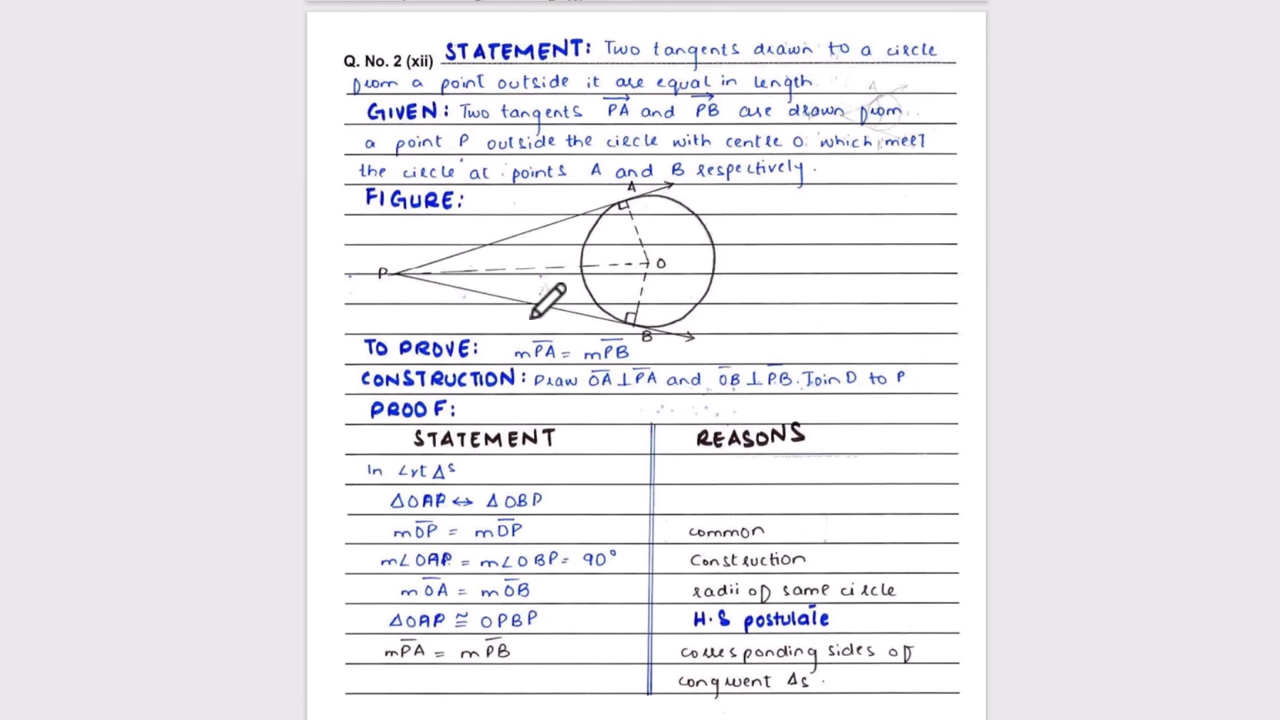 Q. No. 2 (xii) STATEMENT: Two tangents drawn to a circle
from a point outside it are equal in length.
GIVEN: Two tangents PA and PB are drawn from
a point P outside the circle with centre O which meet
the circle at points A and B respectively.
FIGURE:
A
P
O
B
TO PROVE: mPA = mPB
CONSTRUCTION: Draw OA ⊥ PA and OB ⊥ PB. Join O to P
PROOF:
STATEMENT REASONS
In ∠rt Δs
ΔOAP ↔ ΔOBP
mOP = mOP common
m∠OAP = m∠OBP = 90° Construction
mOA = mOB radii of same circle
ΔOAP ≅ OPBP H.S postulate
mPA = mPB corresponding sides of
congruent Δs.